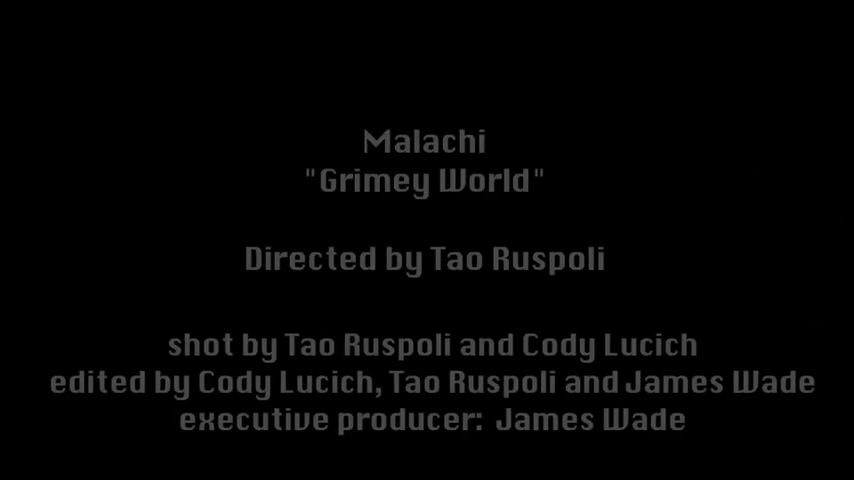 Malachi
"Grimey World"
Directed by Tao Ruspoli
shot by Tao Ruspoli and Cody Lucich
edited by Cody Lucich, Tao Ruspoli and James Wade
executive producer: James Wade